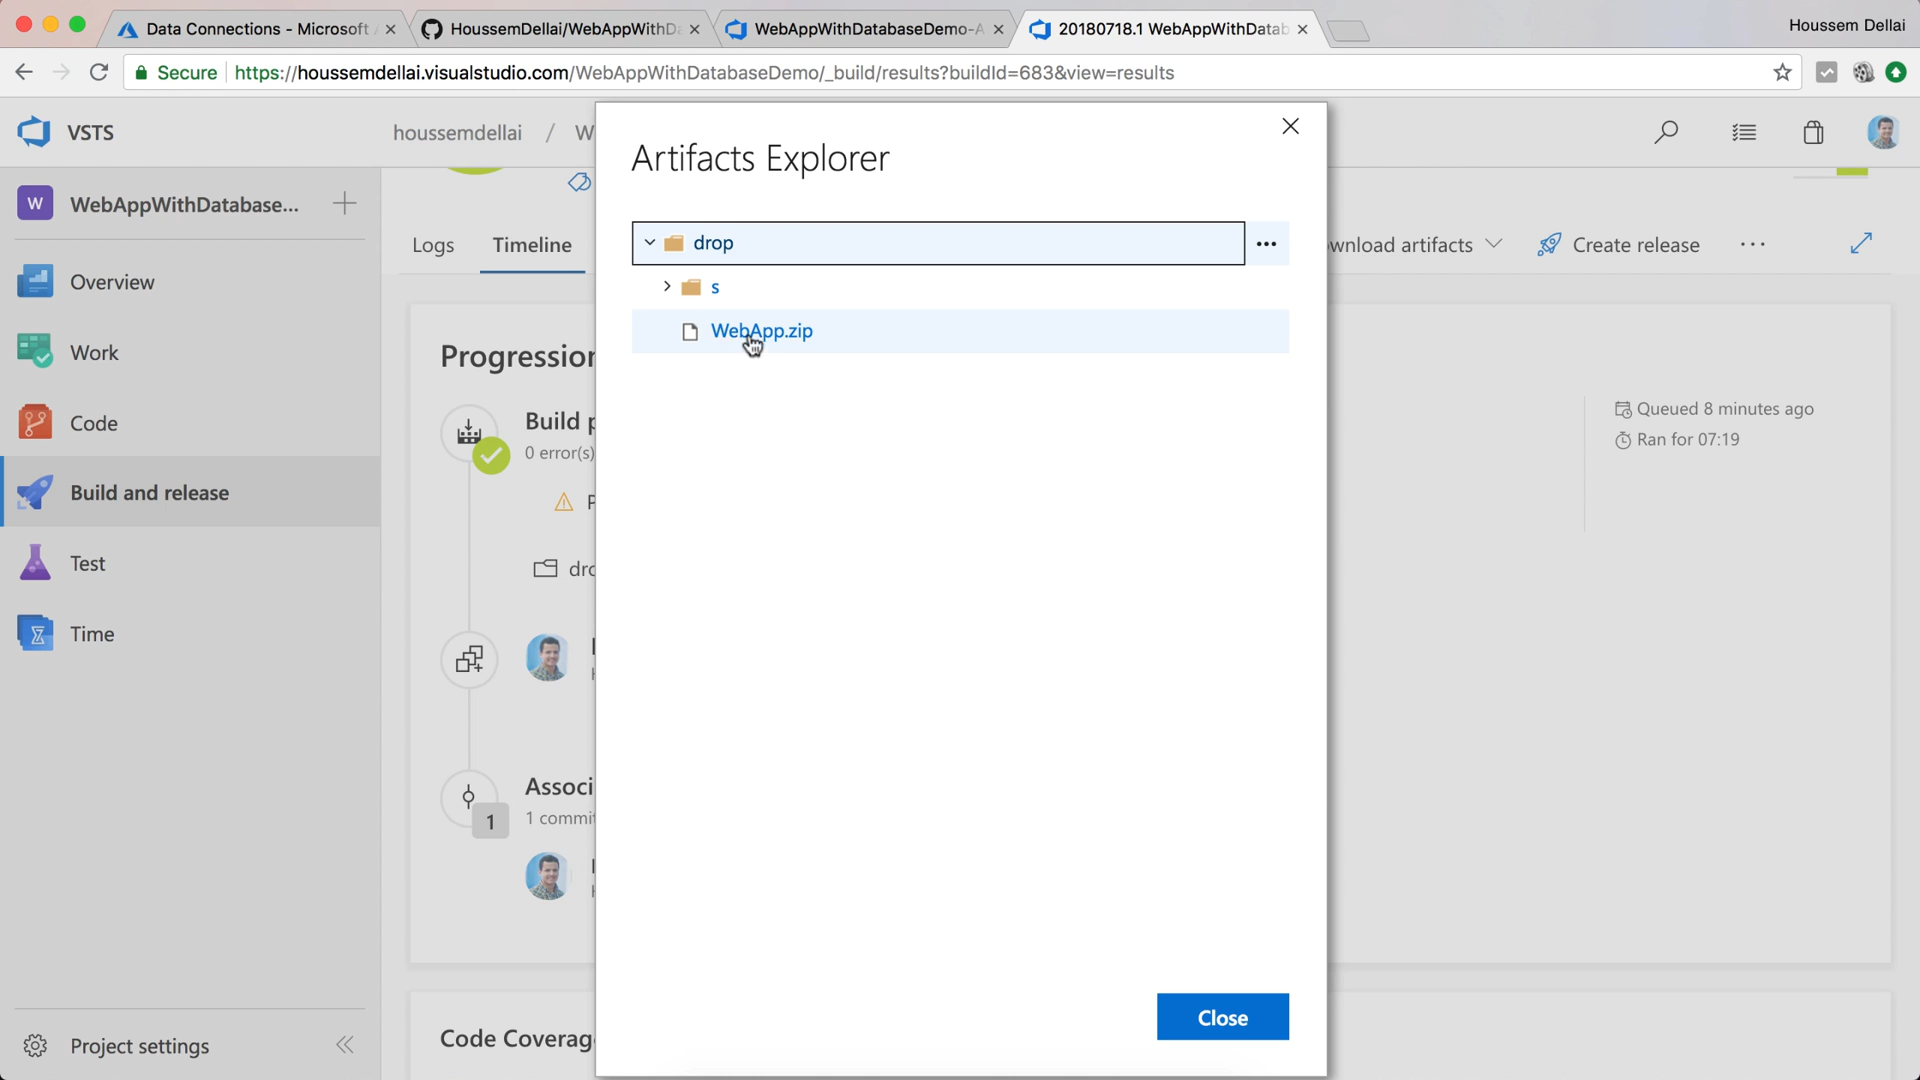 Data Connections - Microsoft
HoussemDellai/WebAppWithDa
WebAppWithDatabaseDemo-A
20180718.1 WebAppWithDatab
Houssem Dellai
Secure
https://houssemdellai.visualstudio.com/WebAppWithDatabaseDemo/_build/results?buildId=683&view=results
VSTS
houssemdellai / W
Artifacts Explorer
W
WebAppWithDatabase...
Logs
Timeline
drop
wnload artifacts
Create release
s
Overview
WebApp.zip
Work
Progression
Build p
Queued 8 minutes ago
Code
0 error(s)
Ran for 07:19
Build and release
Test
Time
Associ
1
1 commit
Close
Project settings
Code Coverag